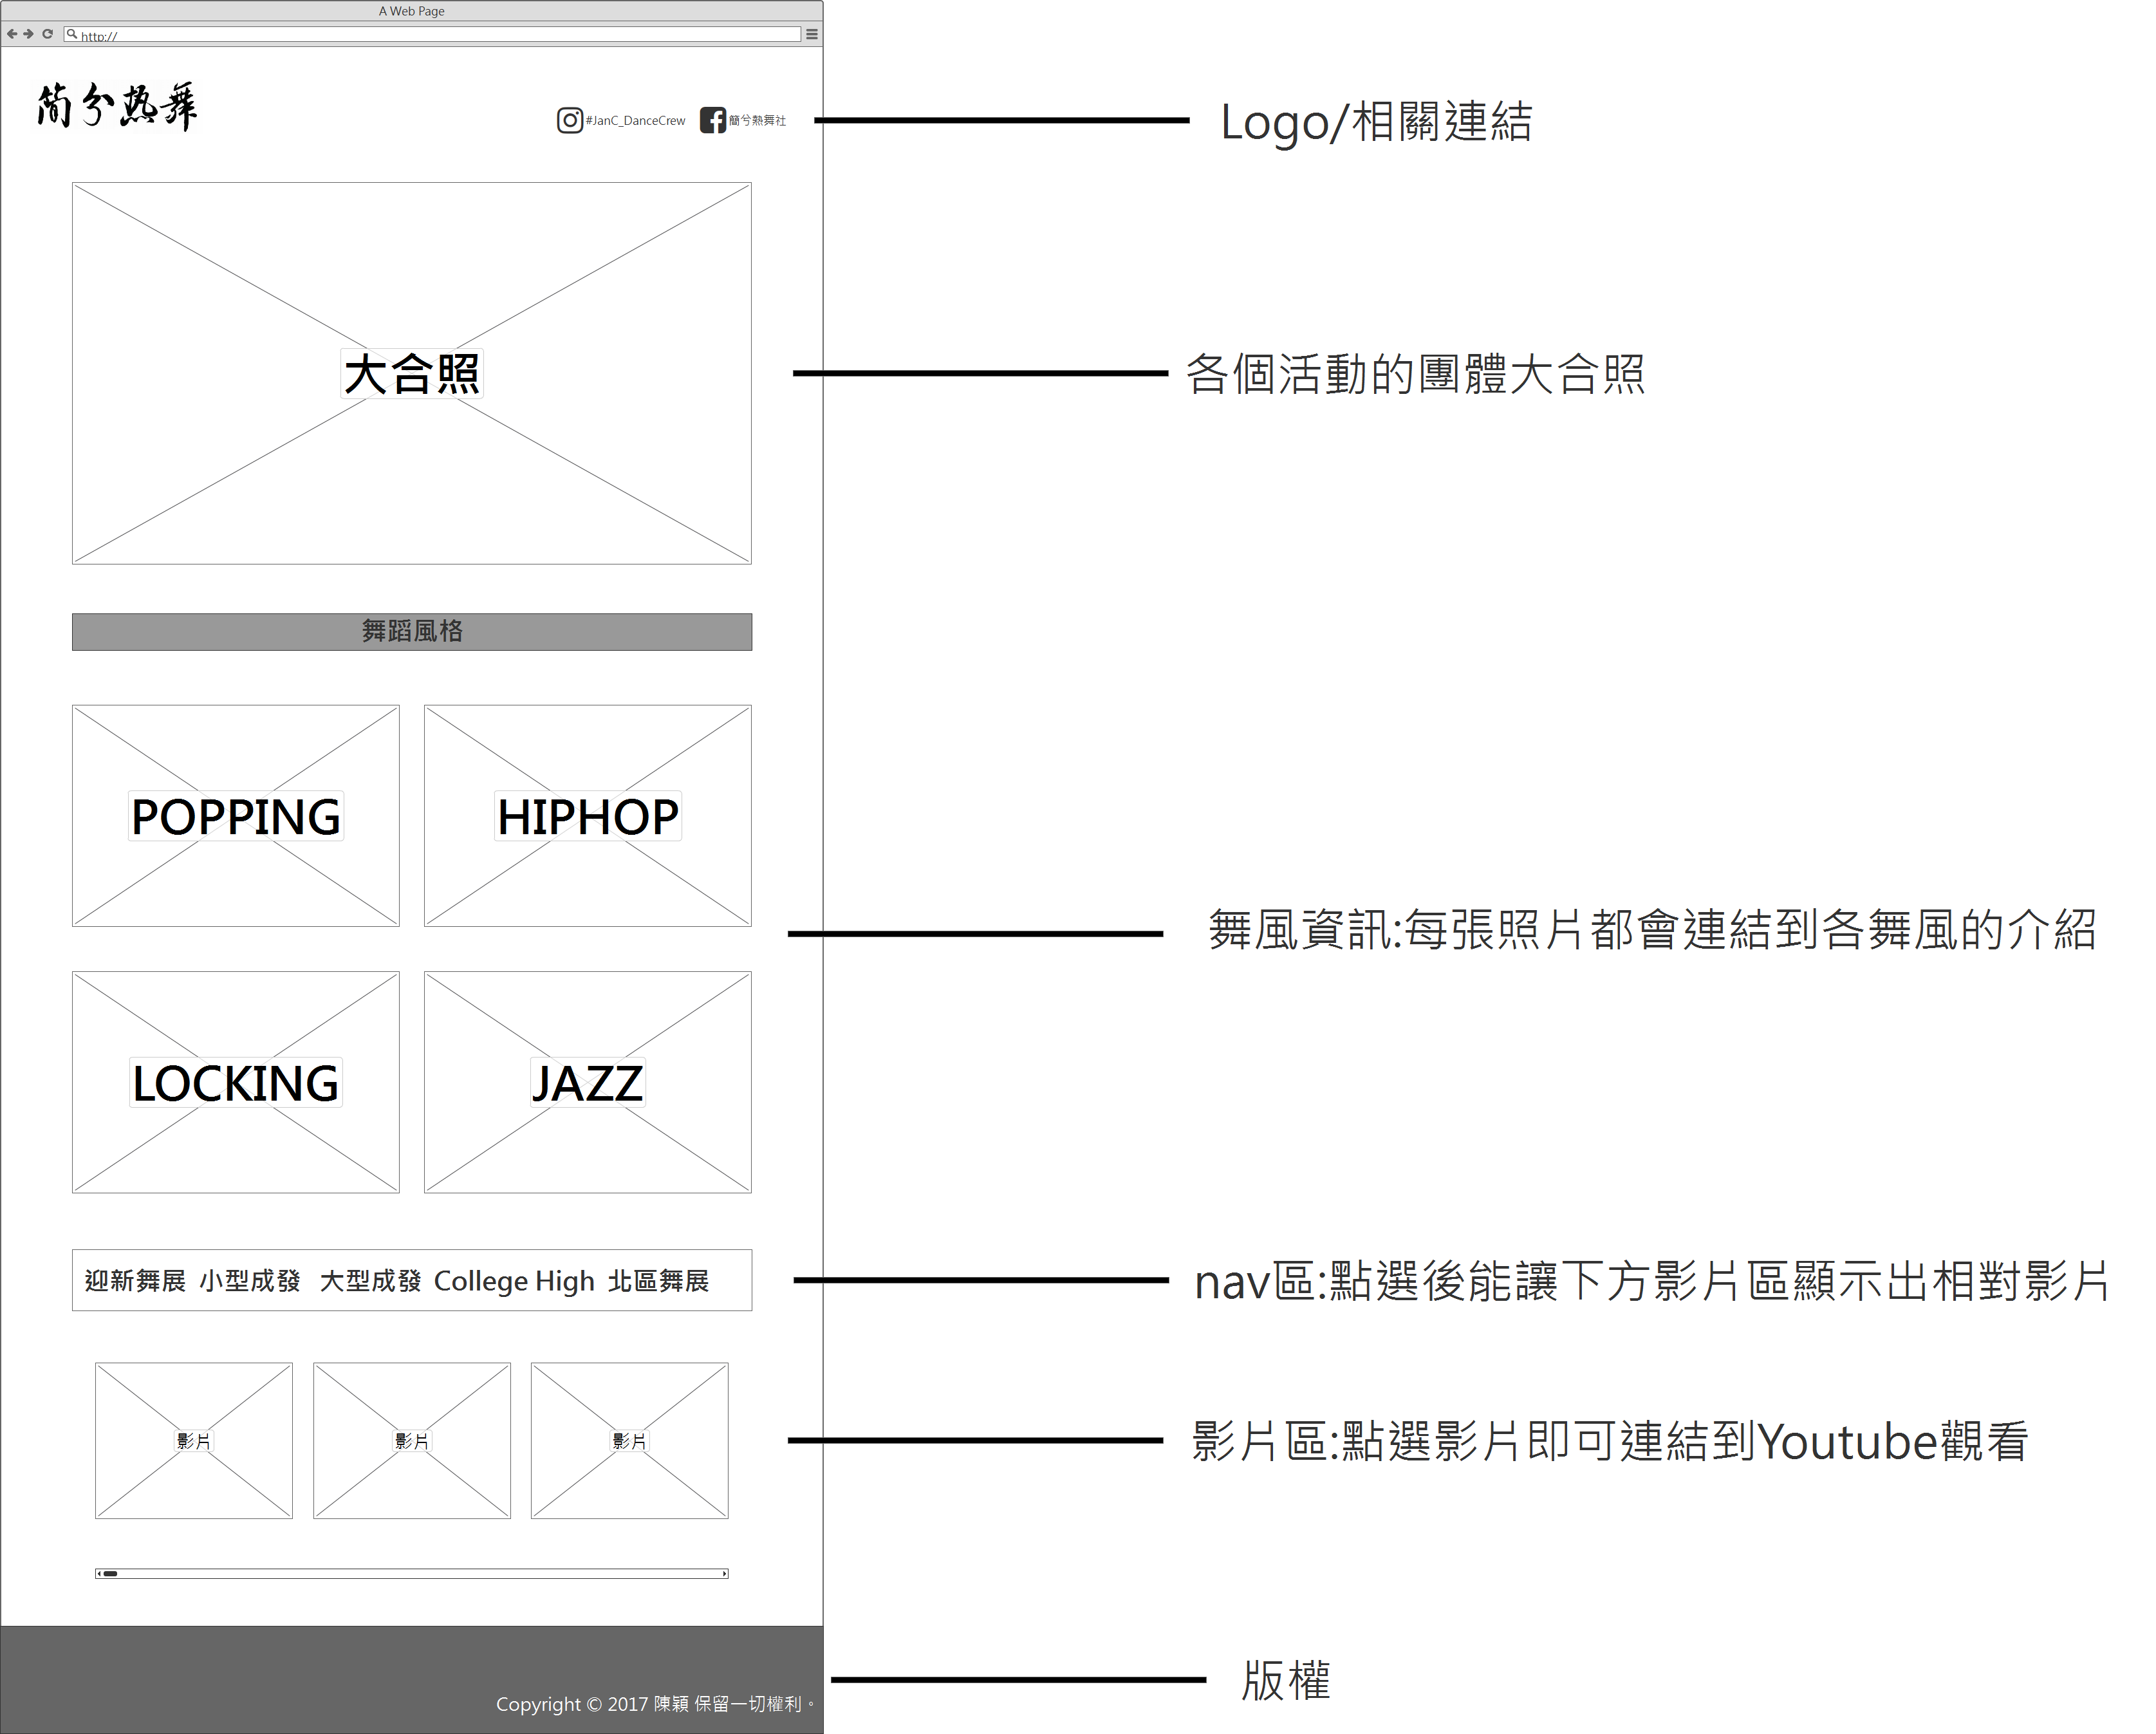 A Web Page
http://
簡兮热舞
#JanC_DanceCrew 簡兮熱舞社
Logo/相關連結
大合照
各個活動的團體大合照
舞蹈風格
POPPING HIPHOP
舞風資訊:每張照片都會連結到各舞風的介紹
LOCKING JAZZ
迎新舞展 小型成發 大型成發 College High 北區舞展
nav區:點選後能讓下方影片區顯示出相對影片
影片 影片 影片
影片區:點選影片即可連結到Youtube觀看
版權
Copyright © 2017 陳穎 保留一切權利。